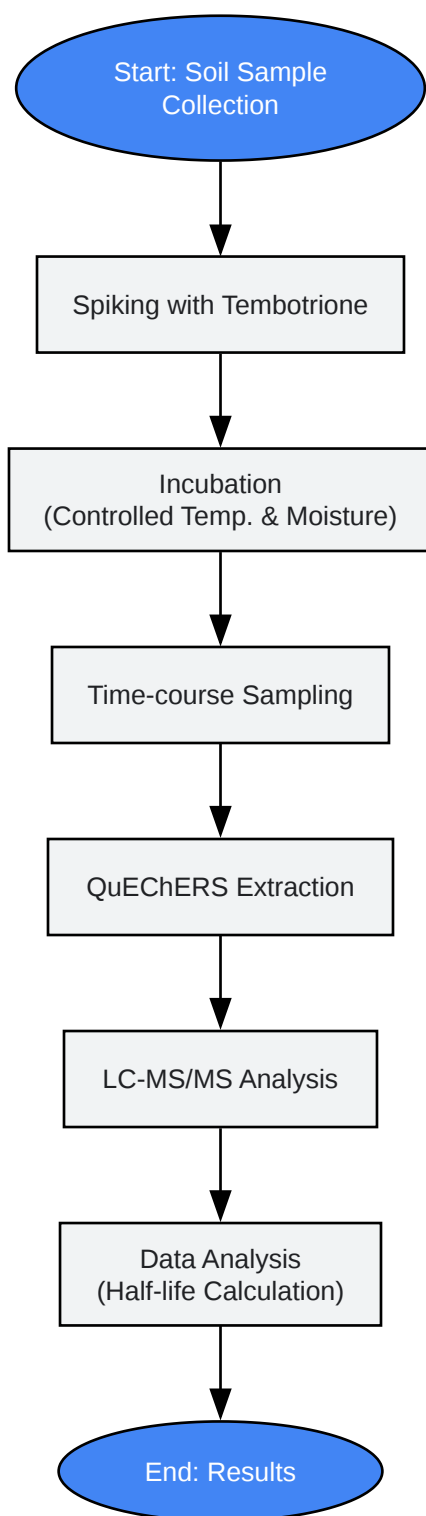 Start: Soil Sample
Collection
Spiking with Tembotrione
Incubation
(Controlled Temp. & Moisture)
Time-course Sampling
QuEChERS Extraction
LC-MS/MS Analysis
Data Analysis
(Half-life Calculation)
End: Results